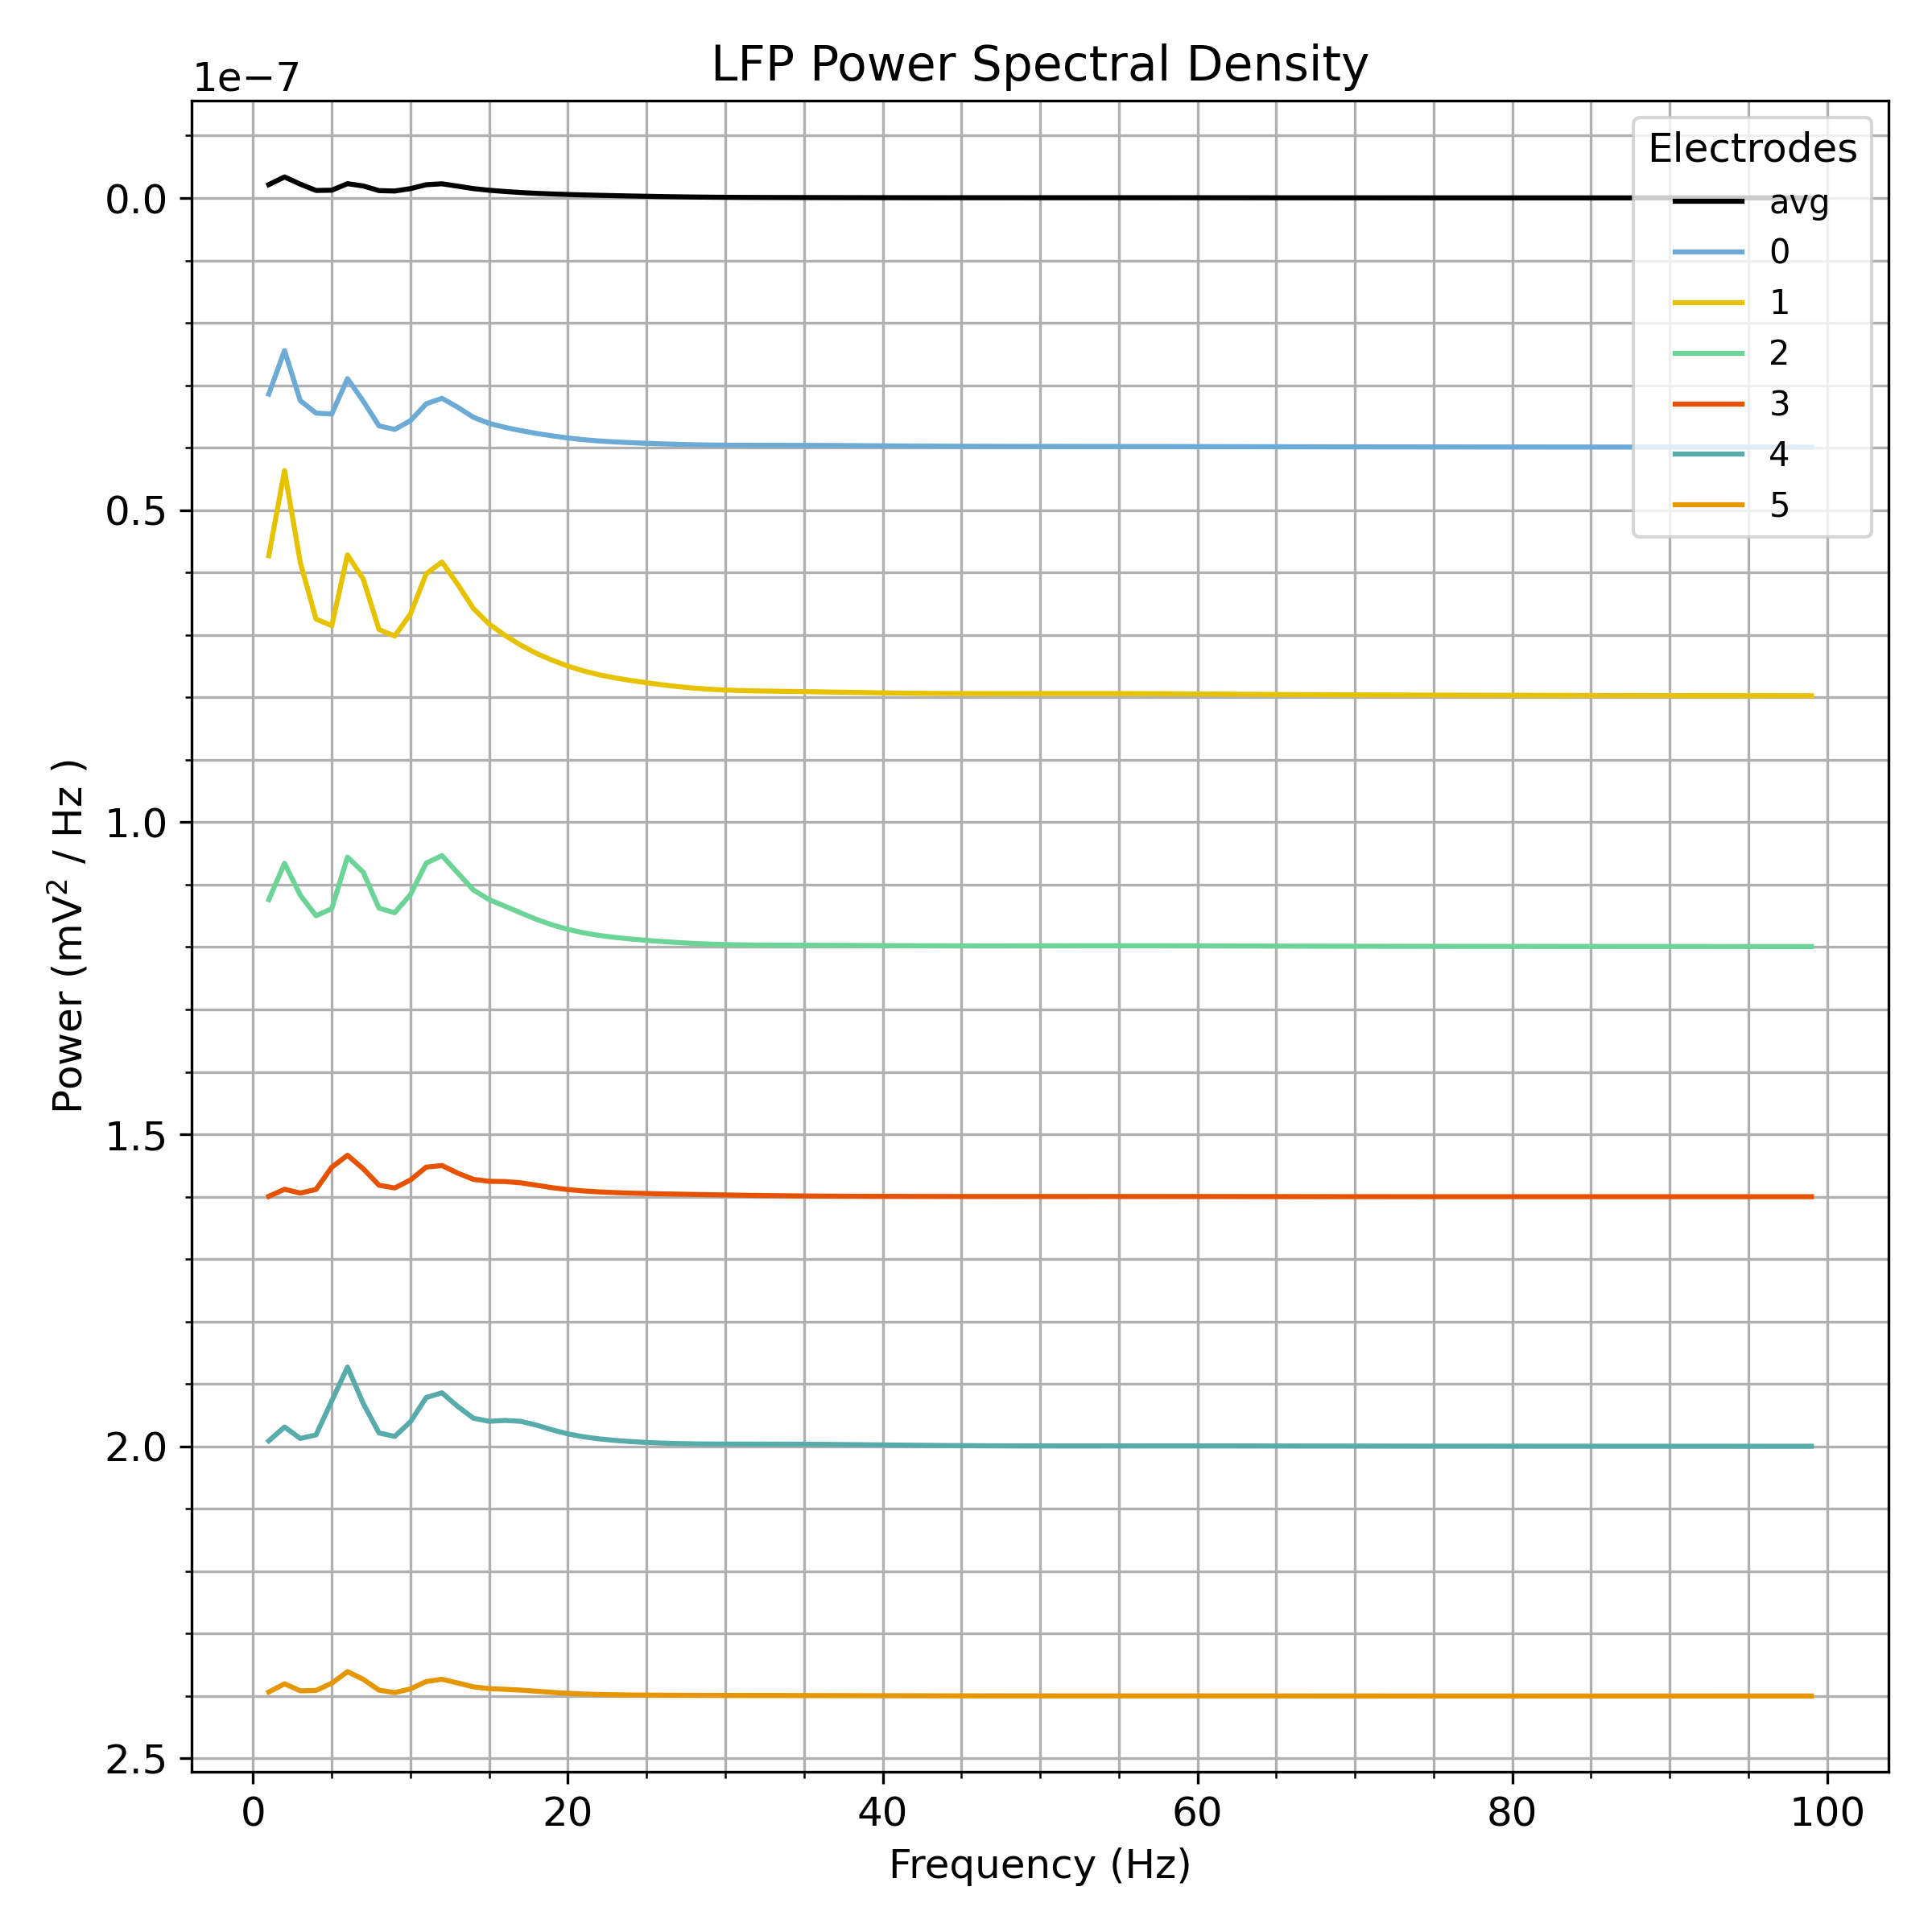 LFP Power Spectral Density
1e−7
Electrodes
avg
0
1
2
3
4
5
0.0
0.5
1.0
1.5
2.0
2.5
Power (mV² / Hz )
0 20 40 60 80 100
Frequency (Hz)